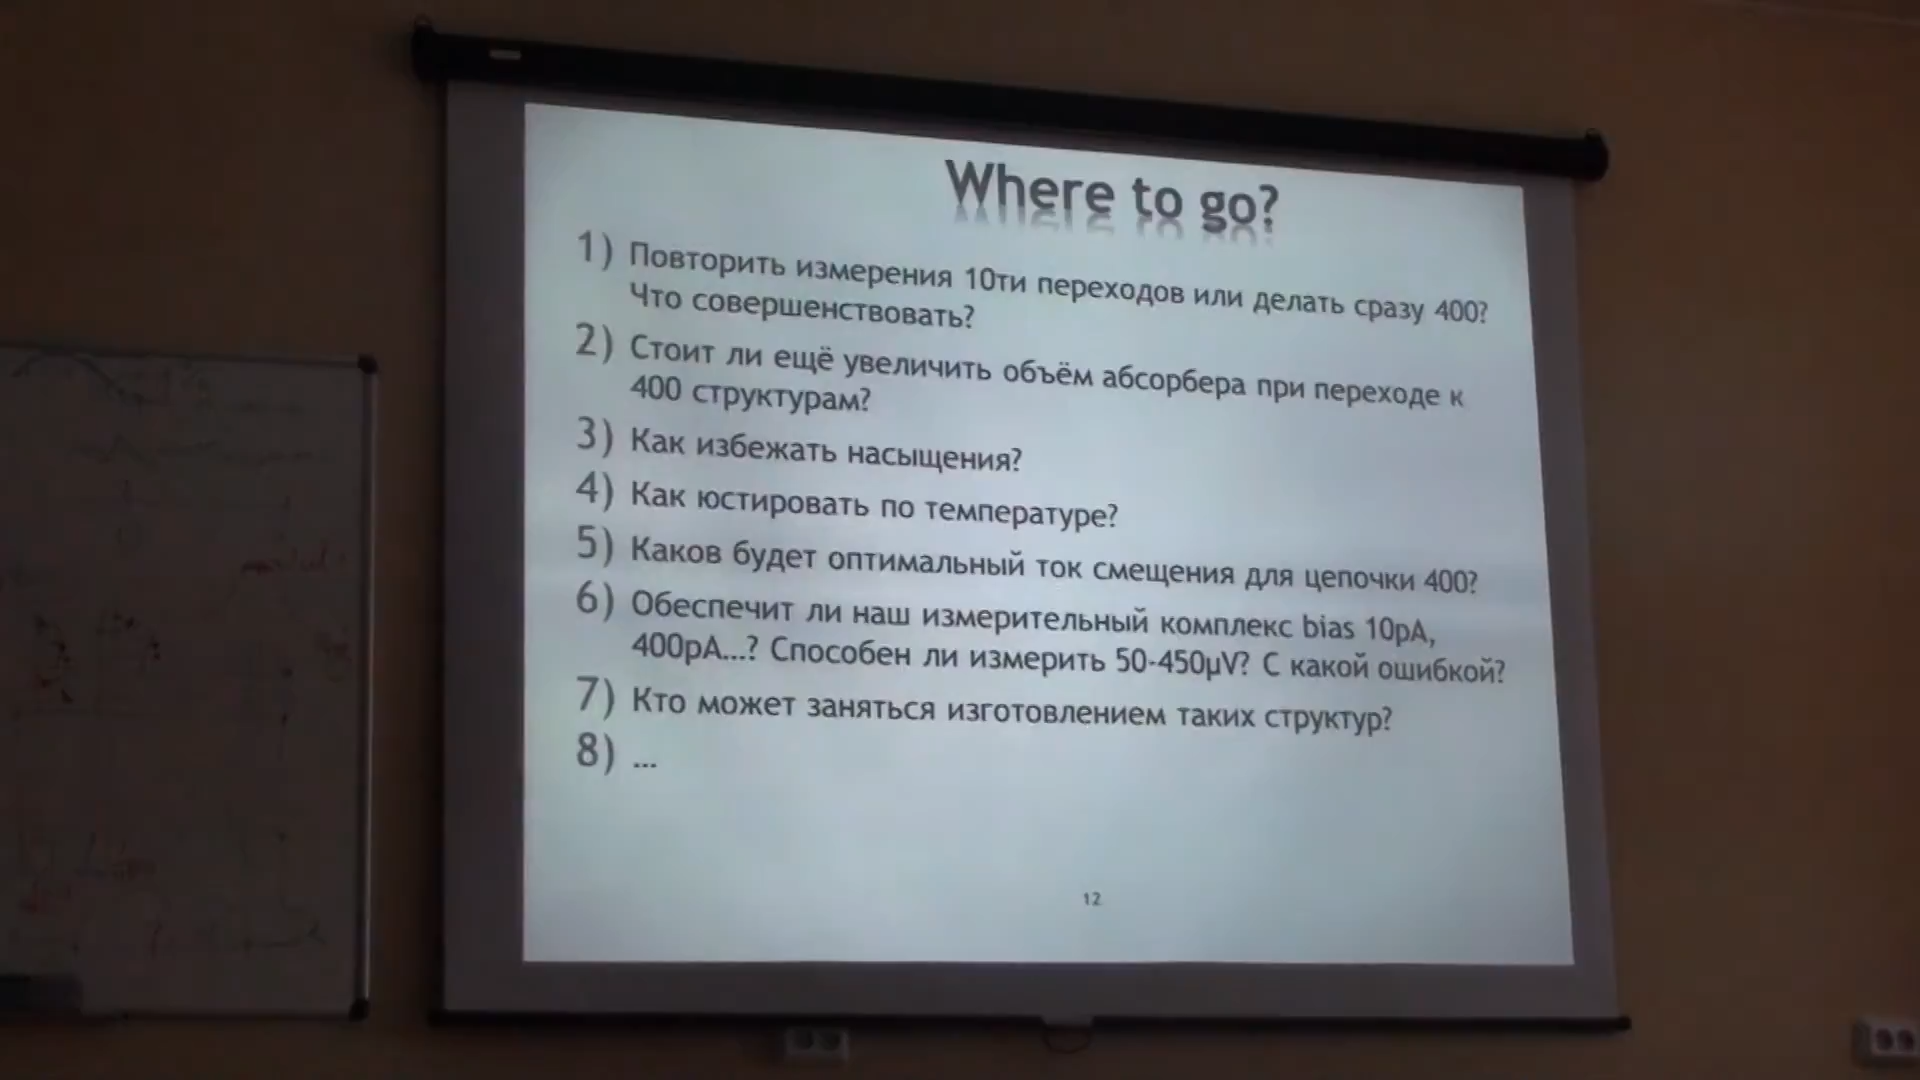 Where to go?
1) Повторить измерения 10ти переходов или делать сразу 400?
Что совершенствовать?
2) Стоит ли ещё увеличить объём абсорбера при переходе к
400 структурам?
3) Как избежать насыщения?
4) Как юстировать по температуре?
5) Каков будет оптимальный ток смещения для цепочки 400?
6) Обеспечит ли наш измерительный комплекс bias 10pA,
400pA...? Способен ли измерить 50-450µV? С какой ошибкой?
7) Кто может заняться изготовлением таких структур?
8) ...
12